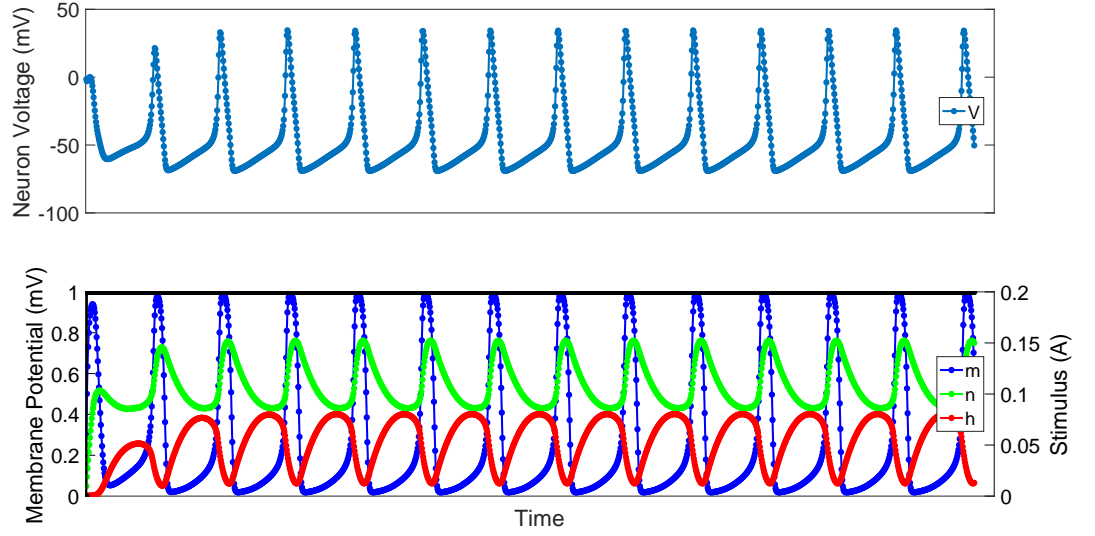 Neuron Voltage (mV)
50
0
-50
-100
V
Membrane Potential (mV)
1
0.8
0.6
0.4
0.2
0
0.2
0.15
0.1
0.05
0
Stimulus (A)
m
n
h
Time